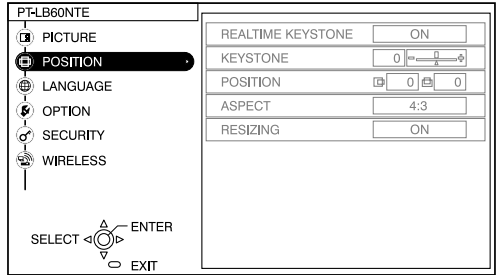 PT-LB60NTE
PICTURE
POSITION
LANGUAGE
OPTION
SECURITY
WIRELESS
SELECT
ENTER
EXIT
REALTIME KEYSTONE ON
KEYSTONE 0
POSITION 0 0
ASPECT 4:3
RESIZING ON